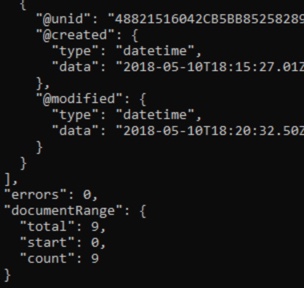 {
"@unid": "48821516042CB5BB85258289
"@created": {
"type": "datetime",
"data": "2018-05-10T18:15:27.01Z
},
"@modified": {
"type": "datetime",
"data": "2018-05-10T18:20:32.50Z
}
}
],
"errors": 0,
"documentRange": {
"total": 9,
"start": 0,
"count": 9
}